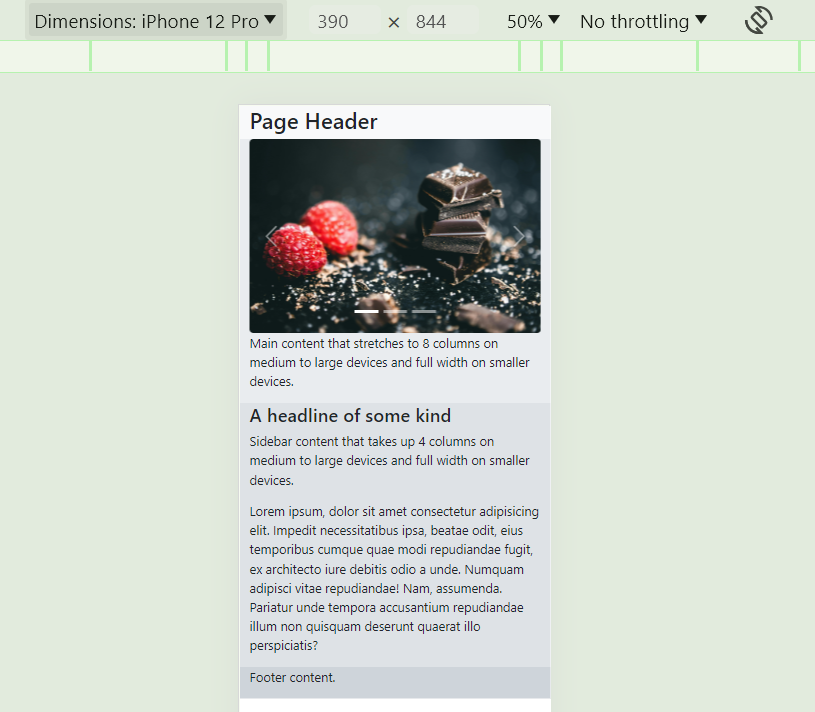 Dimensions: iPhone 12 Pro ▼ 390 × 844 50% ▼ No throttling ▼
Page Header
Main content that stretches to 8 columns on
medium to large devices and full width on smaller
devices.
A headline of some kind
Sidebar content that takes up 4 columns on
medium to large devices and full width on smaller
devices.
Lorem ipsum, dolor sit amet consectetur adipisicing
elit. Impedit necessitatibus ipsa, beatae odit, eius
temporibus cumque quae modi repudiandae fugit,
ex architecto iure debitis odio a unde. Numquam
adipisci vitae repudiandae! Nam, assumenda.
Pariatur unde tempora accusantium repudiandae
illum non quisquam deserunt quaerat illo
perspiciatis?
Footer content.